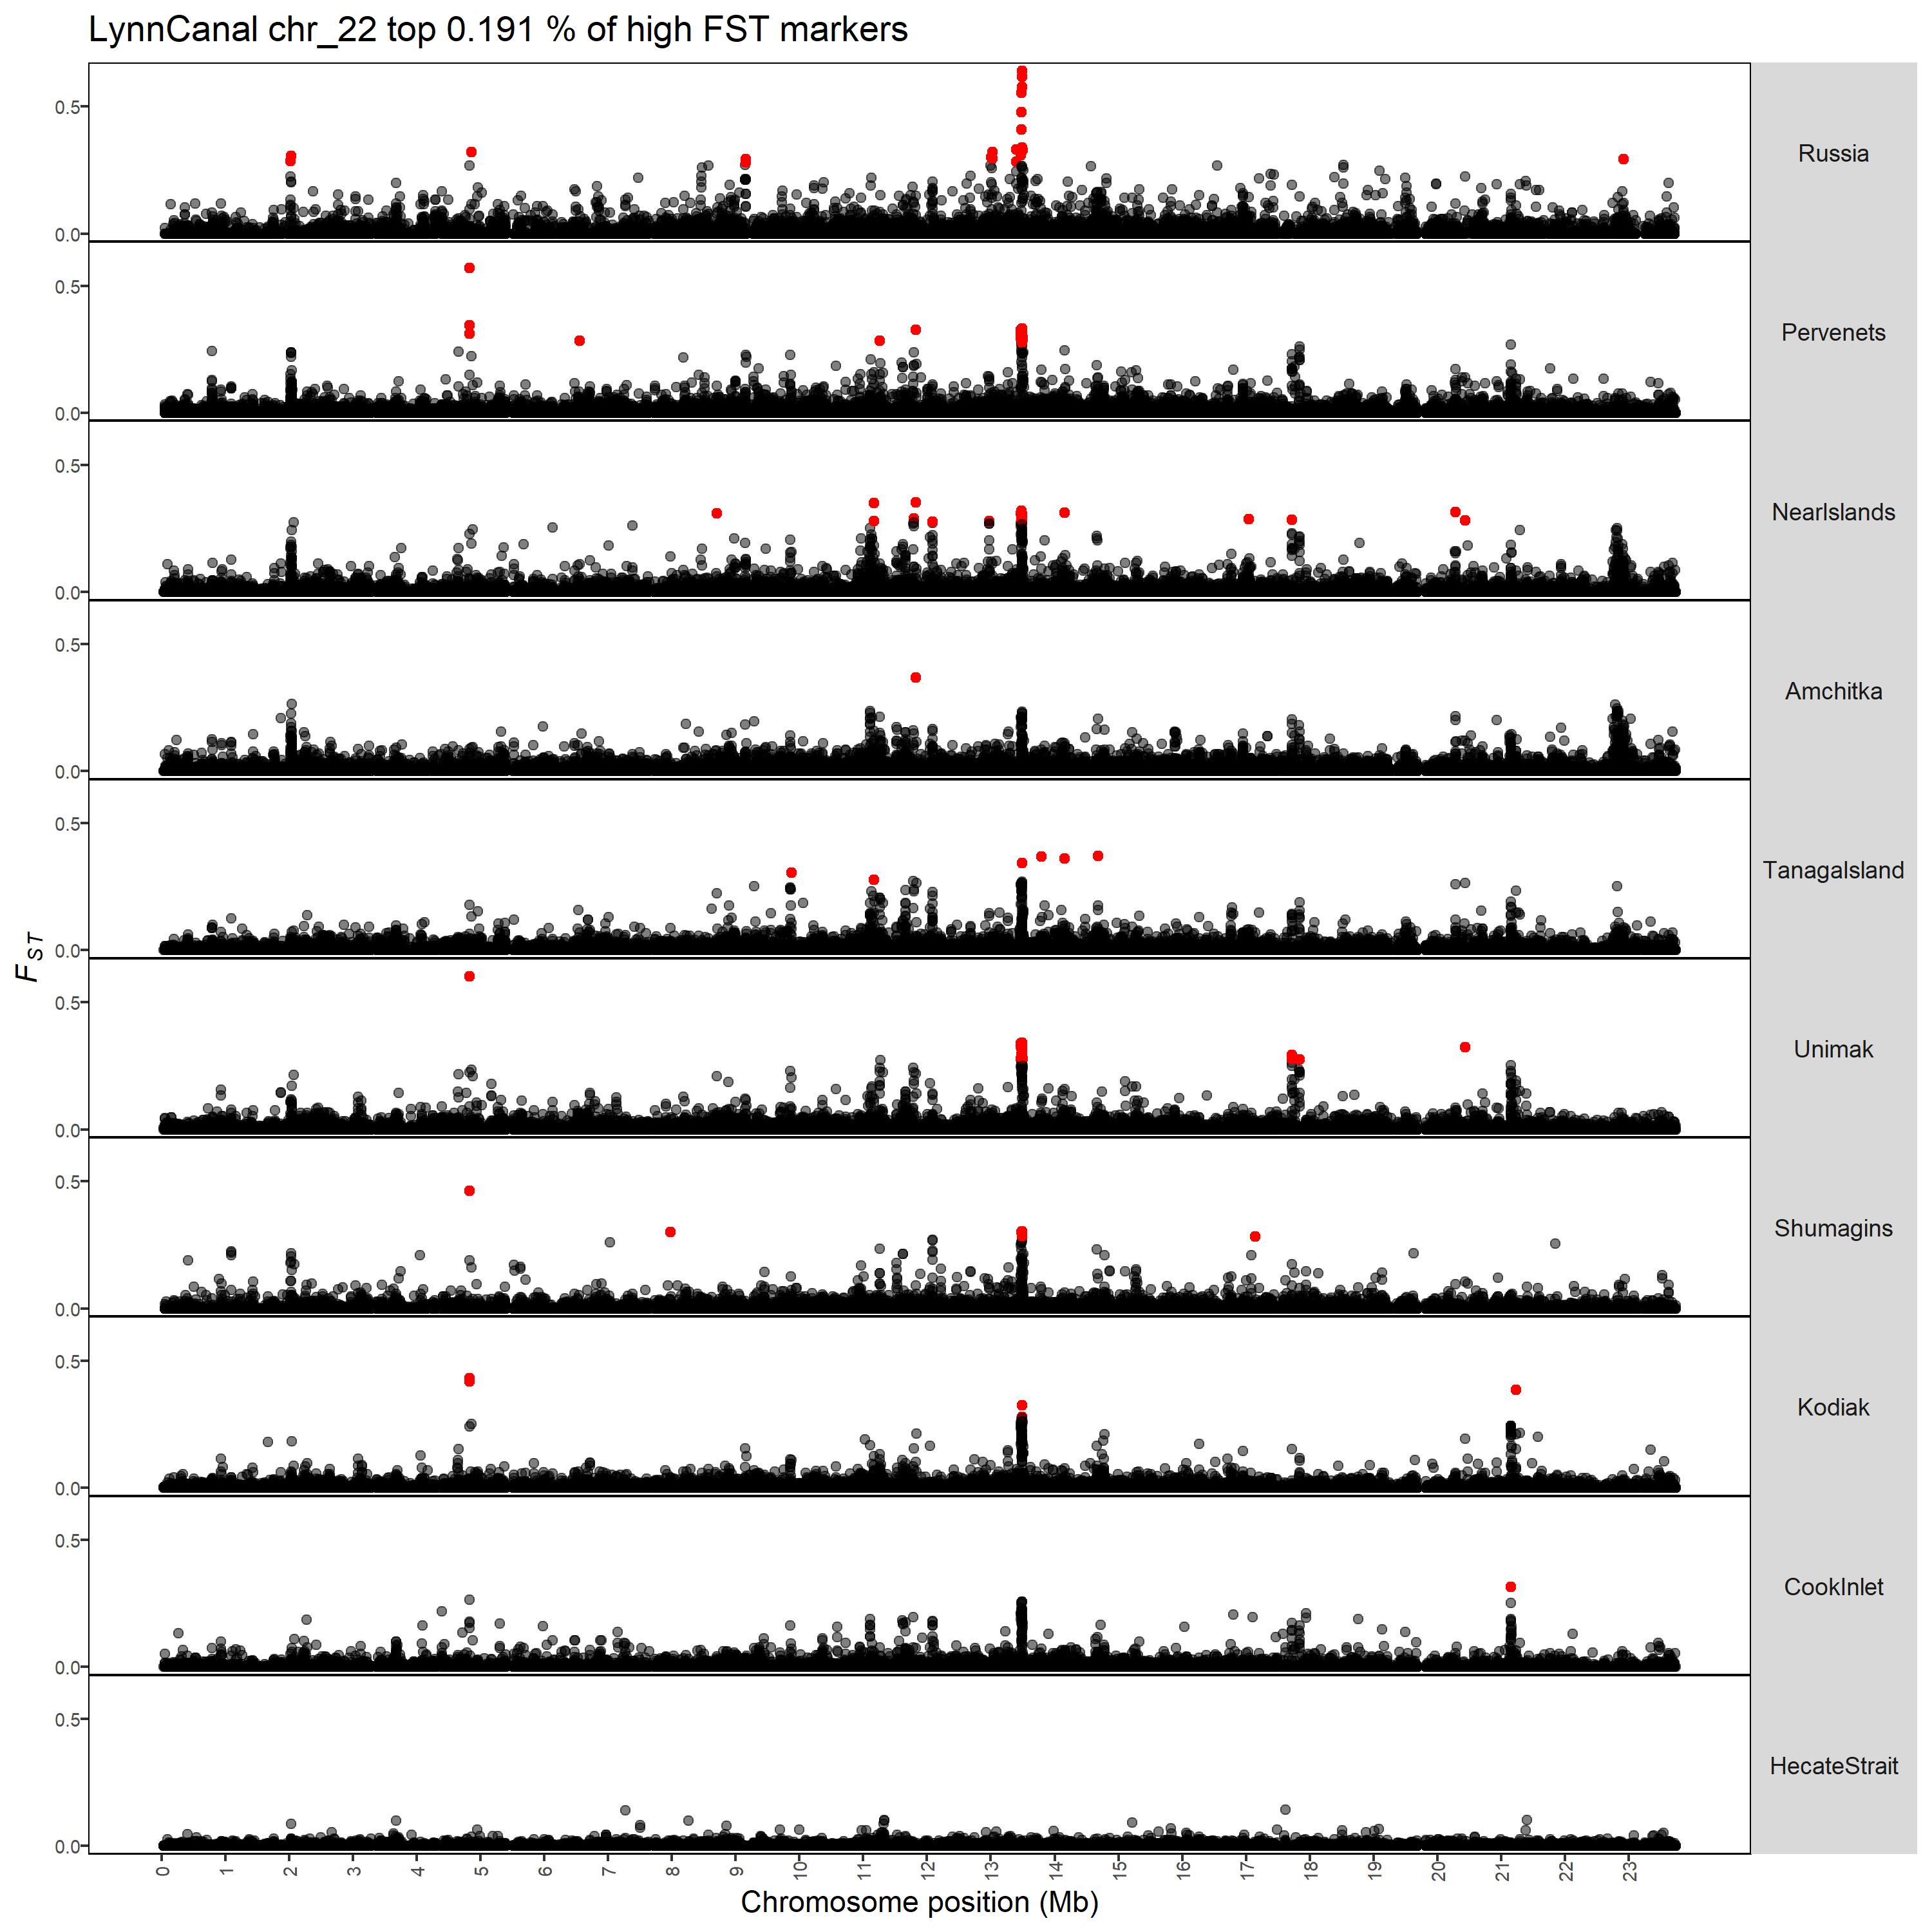 LynnCanal chr_22 top 0.191 % of high FST markers
0.5
0.0
Russia
0.5
0.0
Pervenets
0.5
0.0
NearIslands
0.5
0.0
Amchitka
0.5
0.0
TanagaIsland
0.5
0.0
Unimak
0.5
0.0
Shumagins
0.5
0.0
Kodiak
0.5
0.0
CookInlet
0.5
0.0
HecateStrait
FST
0 1 2 3 4 5 6 7 8 9 10 11 12 13 14 15 16 17 18 19 20 21 22 23
Chromosome position (Mb)